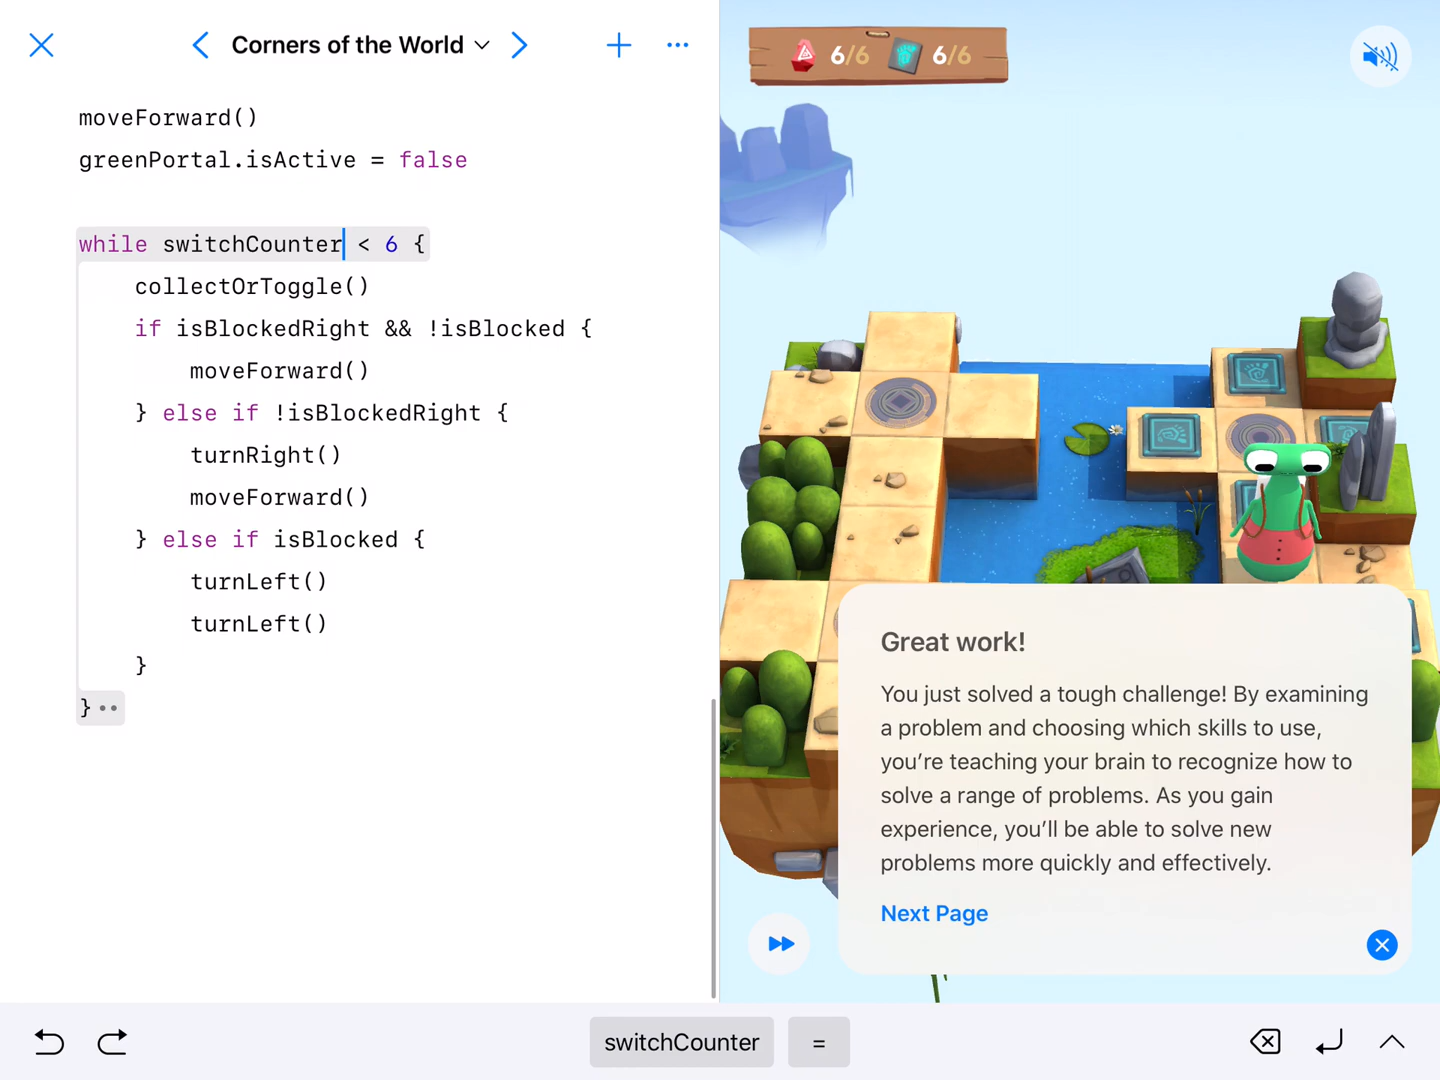 Corners of the World
moveForward()
greenPortal.isActive = false
while switchCounter < 6 {
collectOrToggle()
if isBlockedRight && !isBlocked {
moveForward()
} else if !isBlockedRight {
turnRight()
moveForward()
} else if isBlocked {
turnLeft()
turnLeft()
}
}
6/6 6/6
Great work!
You just solved a tough challenge! By examining
a problem and choosing which skills to use,
you’re teaching your brain to recognize how to
solve a range of problems. As you gain
experience, you’ll be able to solve new
problems more quickly and effectively.
Next Page
switchCounter =